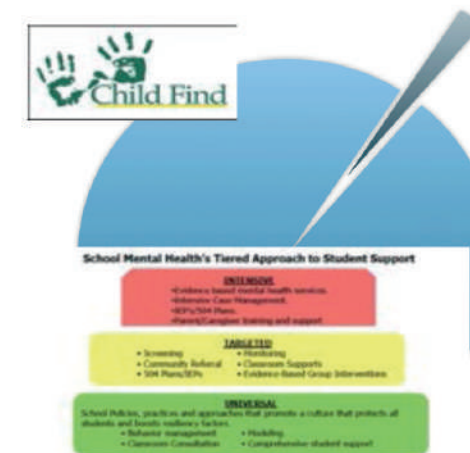 Child Find
School Mental Health's Tiered Approach to Student Support
INTENSIVE
•Evidence based mental health services.
•Intensive Case Management.
•IEPs/504 Plans.
•Parent/Caregiver training and support
TARGETED
• Screening • Monitoring
• Community Referral • Classroom Supports
• 504 Plans/IEPs • Evidence-Based Group Interventions
UNIVERSAL
School Policies, practices and approaches that promote a culture that protects all
students and boosts resiliency factors.
• Behavior management • Modeling
• Classroom Consultation • Comprehensive student support